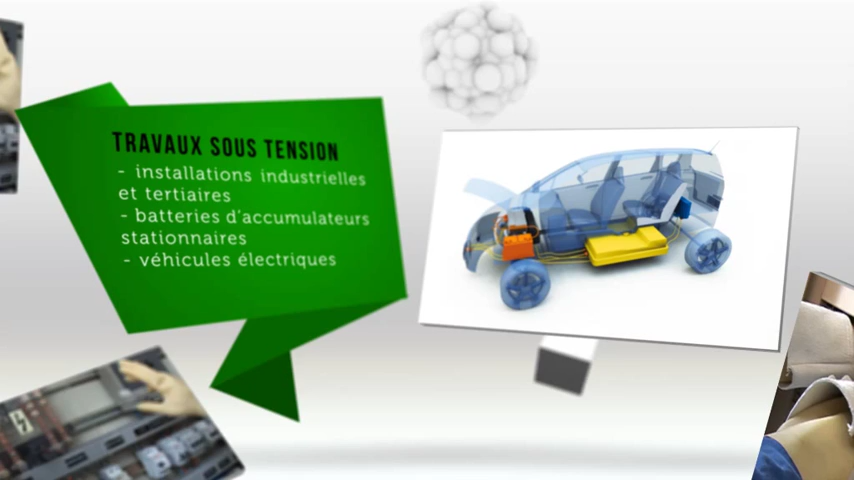 TRAVAUX SOUS TENSION
- installations industrielles
et tertiaires
- batteries d'accumulateurs
stationnaires
- véhicules électriques